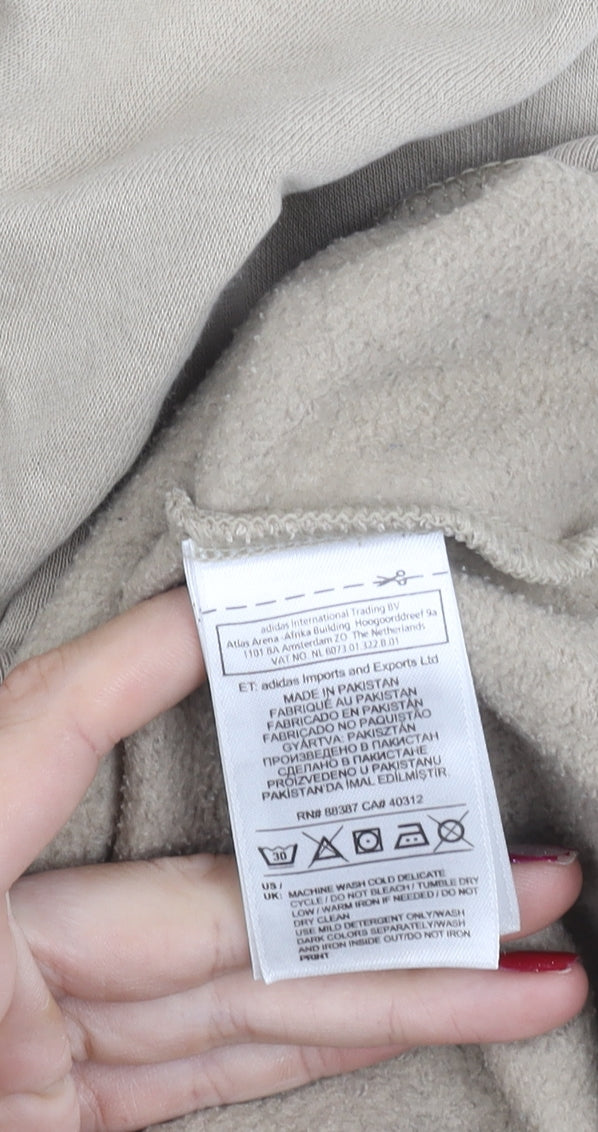 adidas International Trading BV
Atlas Arena -Afrika Building Hoogoorddreef 9a
1101 BA Amsterdam ZO The Netherlands
VAT NO. NL 8073.01.322 B.01
ET: adidas Imports and Exports Ltd
MADE IN PAKISTAN
FABRIQUÉ AU PAKISTAN
FABRICADO EN PAKISTÁN
FABRICADO NO PAQUISTÃO
GYÁRTVA: PAKISZTÁN
ПРОИЗВЕДЕНО В ПАКИСТАН
СДЕЛАНО В ПАКИСТАНЕ
PROIZVEDENO U PAKISTANU
PAKİSTAN'DA İMAL EDİLMİŞTİR.
RN# 88387 CA# 40312
30
US / UK: MACHINE WASH COLD DELICATE
CYCLE / DO NOT BLEACH / TUMBLE DRY
LOW / WARM IRON IF NEEDED / DO NOT
DRY CLEAN
USE MILD DETERGENT ONLY/WASH
DARK COLORS SEPARATELY/WASH
AND IRON INSIDE OUT/DO NOT IRON
PRINT